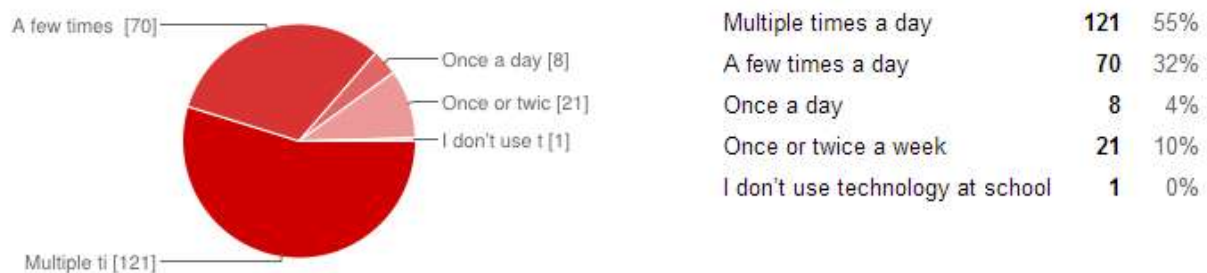 A few times [70]
Once a day [8]
Once or twic [21]
I don't use t [1]
Multiple ti [121]
Multiple times a day 121 55%
A few times a day 70 32%
Once a day 8 4%
Once or twice a week 21 10%
I don't use technology at school 1 0%